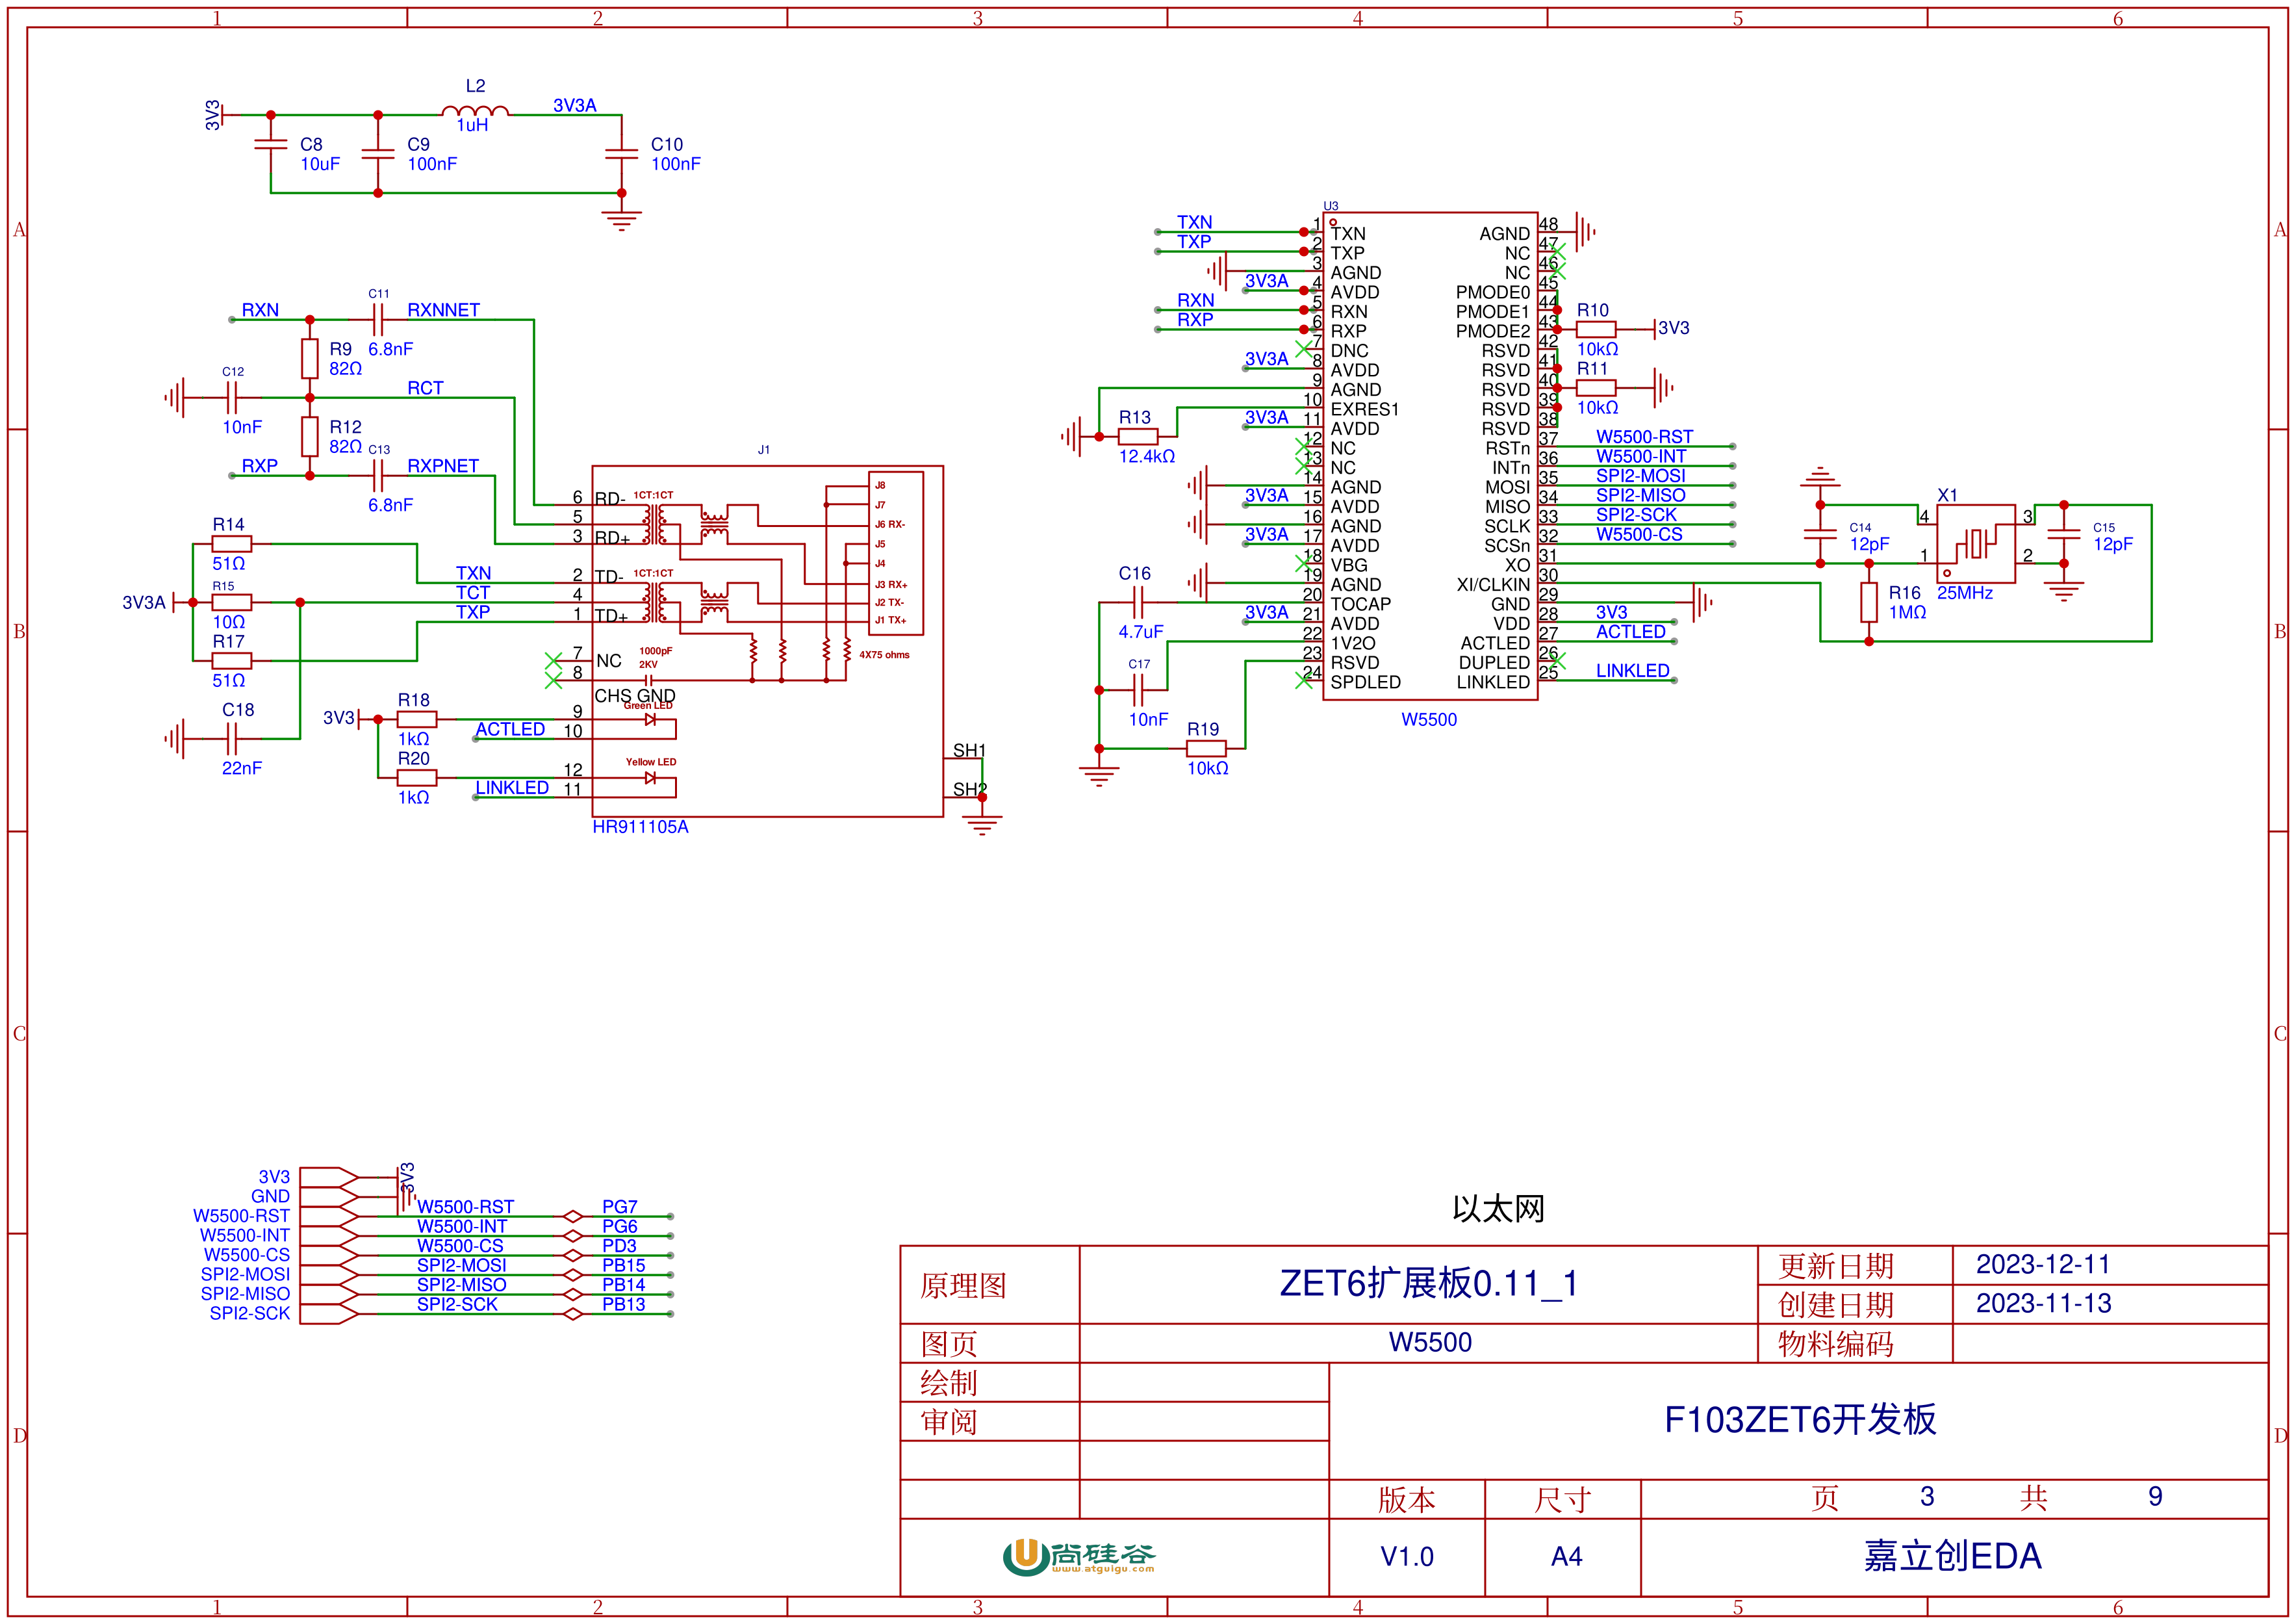 1 2 3 4 5 6
A A
B B
C C
D D
3V3
L2
1uH
3V3A
C8
10uF
C9
100nF
C10
100nF
RXN
C11
6.8nF
RXNNET
R9
82Ω
C12
10nF
RCT
R12
82Ω
RXP
C13
6.8nF
RXPNET
R14
51Ω
TXN
3V3A
R15
10Ω
TCT
TXP
R17
51Ω
C18
22nF
3V3
R18
1kΩ
ACTLED
R20
1kΩ
LINKLED
J1
6 RD-
5
3 RD+
2 TD-
4
1 TD+
7 NC
8
CHS GND
9
10
12
11
1CT:1CT
1CT:1CT
1000pF
2KV
4X75 ohms
Green LED
Yellow LED
J8
J7
J6 RX-
J5
J4
J3 RX+
J2 TX-
J1 TX+
SH1
SH2
HR911105A
U3
TXN 1 TXN
TXP 2 TXP
3 AGND
3V3A 4 AVDD
RXN 5 RXN
RXP 6 RXP
7 DNC
3V3A 8 AVDD
9 AGND
10 EXRES1
3V3A 11 AVDD
12 NC
13 NC
14 AGND
3V3A 15 AVDD
16 AGND
3V3A 17 AVDD
18 VBG
19 AGND
20 TOCAP
3V3A 21 AVDD
22 1V2O
23 RSVD
24 SPDLED
R13
12.4kΩ
C16
4.7uF
C17
10nF
R19
10kΩ
AGND 48
NC 47
NC 46
PMODE0 45
PMODE1 44
PMODE2 43
RSVD 42
RSVD 41
RSVD 40
RSVD 39
RSVD 38
RSTn 37 W5500-RST
INTn 36 W5500-INT
MOSI 35 SPI2-MOSI
MISO 34 SPI2-MISO
SCLK 33 SPI2-SCK
SCSn 32 W5500-CS
XO 31
XI/CLKIN 30
GND 29
VDD 28 3V3
ACTLED 27 ACTLED
DUPLED 26
LINKLED 25 LINKLED
W5500
R10
10kΩ
3V3
R11
10kΩ
C14
12pF
X1
4 3
1 2
25MHz
C15
12pF
R16
1MΩ
3V3 3V3
GND
W5500-RST W5500-RST PG7
W5500-INT W5500-INT PG6
W5500-CS W5500-CS PD3
SPI2-MOSI SPI2-MOSI PB15
SPI2-MISO SPI2-MISO PB14
SPI2-SCK SPI2-SCK PB13
以太网
原理图 ZET6扩展板0.11_1 更新日期 2023-12-11
创建日期 2023-11-13
图页 W5500 物料编码
绘制
审阅
F103ZET6开发板
版本 尺寸 页 3 共 9
尚硅谷
www.atguigu.com
V1.0 A4 嘉立创EDA
1 2 3 4 5 6